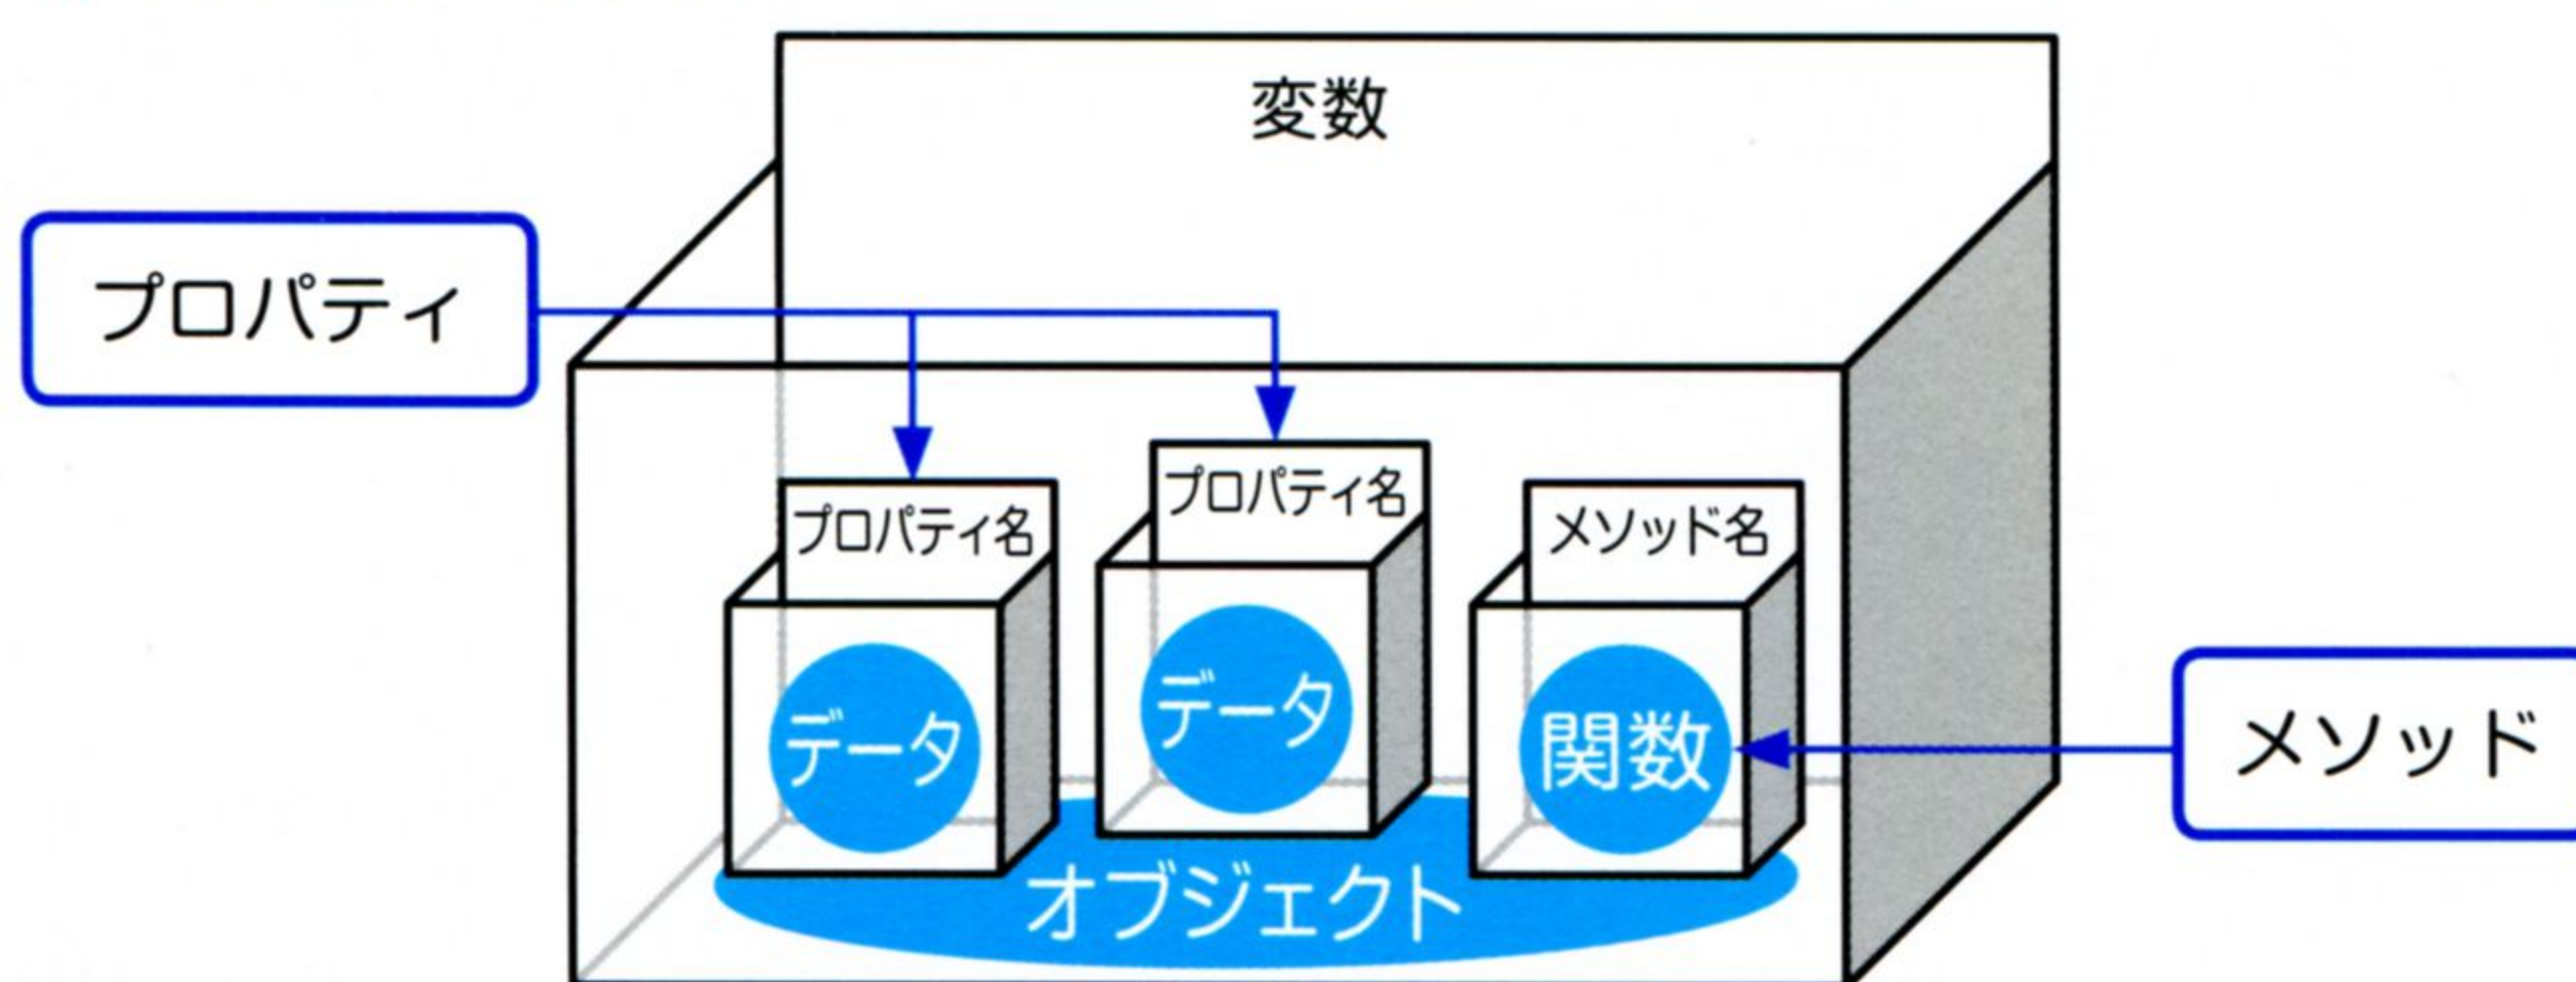 変数
プロパティ
プロパティ名
プロパティ名
メソッド名
データ
データ
関数
メソッド
オブジェクト